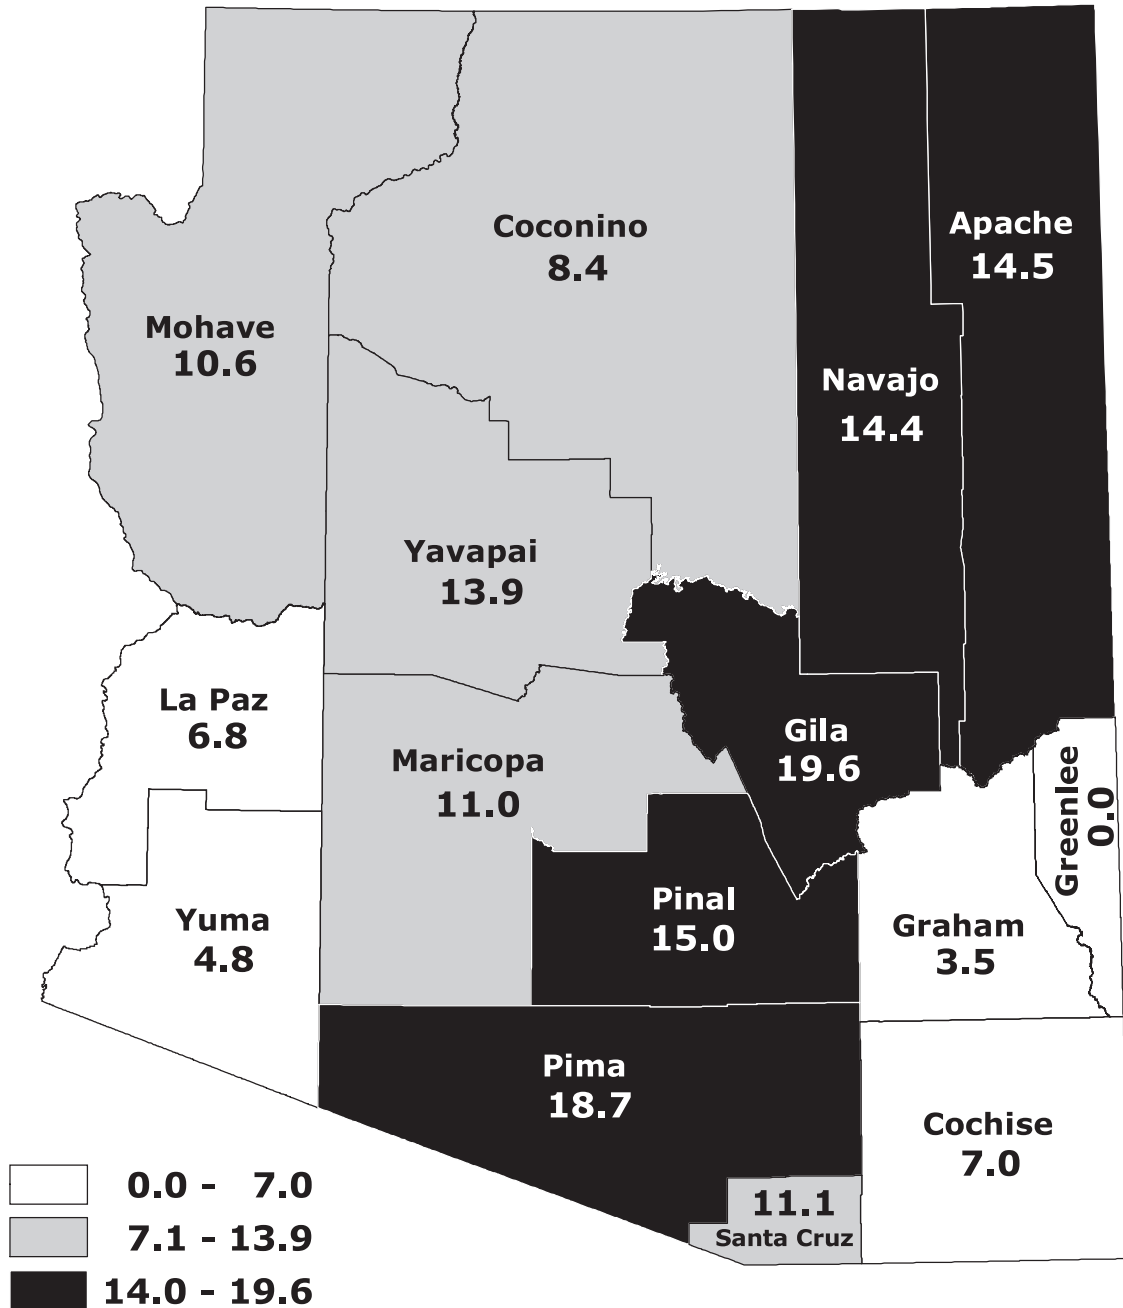 Coconino
8.4
Apache
14.5
Mohave
10.6
Navajo
14.4
Yavapai
13.9
La Paz
6.8
Gila
19.6
Maricopa
11.0
Greenlee
0.0
Pinal
15.0
Yuma
4.8
Graham
3.5
Pima
18.7
Cochise
7.0
11.1
Santa Cruz
0.0 - 7.0
7.1 - 13.9
14.0 - 19.6